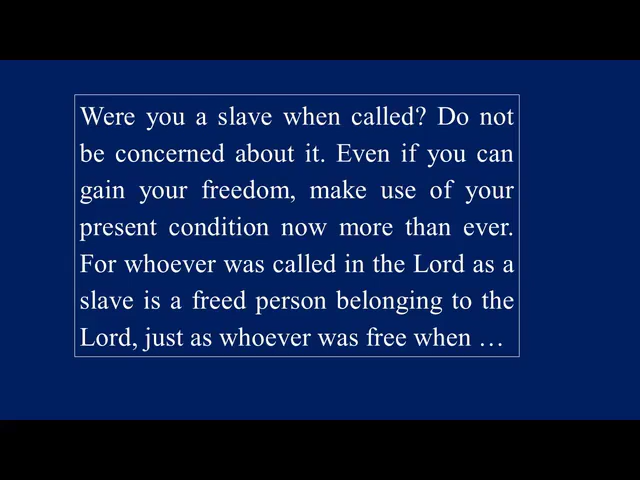 Were you a slave when called? Do not
be concerned about it. Even if you can
gain your freedom, make use of your
present condition now more than ever.
For whoever was called in the Lord as a
slave is a freed person belonging to the
Lord, just as whoever was free when …